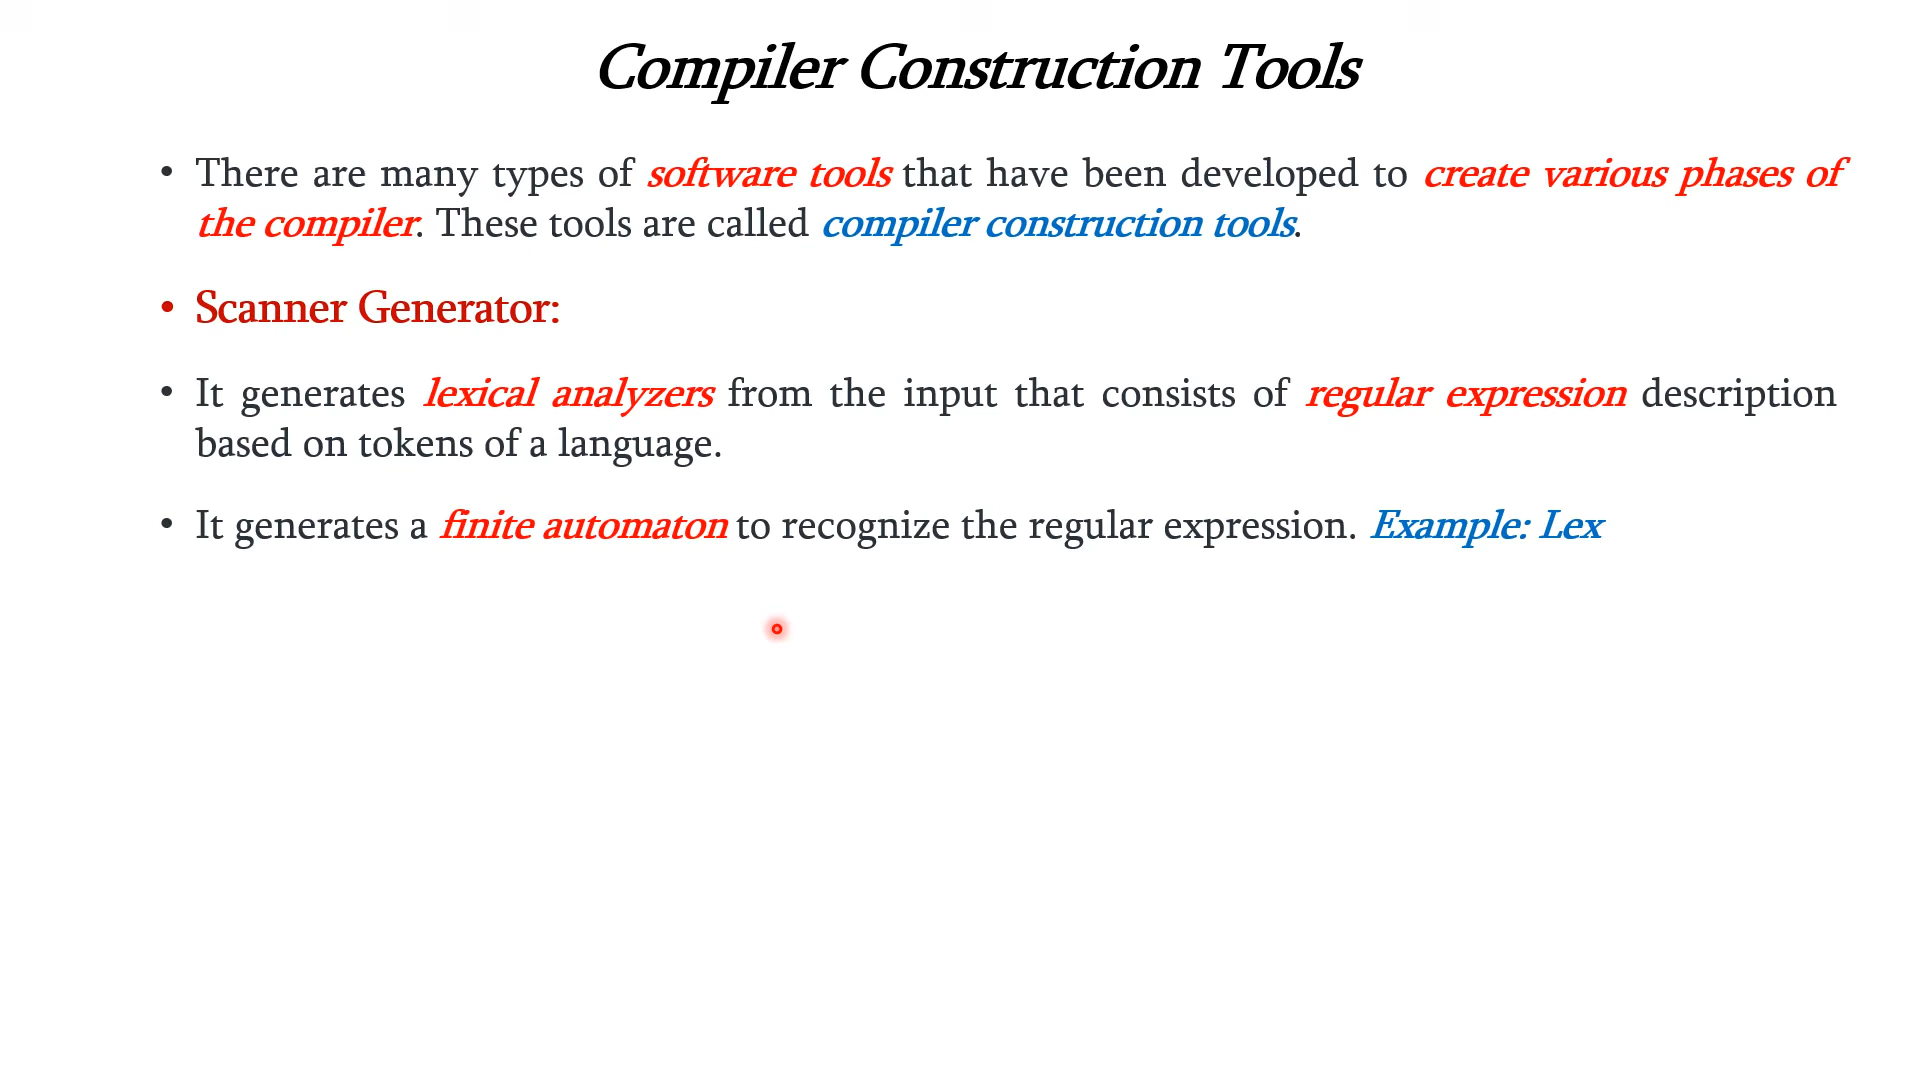 Compiler Construction Tools
• There are many types of software tools that have been developed to create various phases of
the compiler. These tools are called compiler construction tools.
• Scanner Generator:
• It generates lexical analyzers from the input that consists of regular expression description
based on tokens of a language.
• It generates a finite automaton to recognize the regular expression. Example: Lex